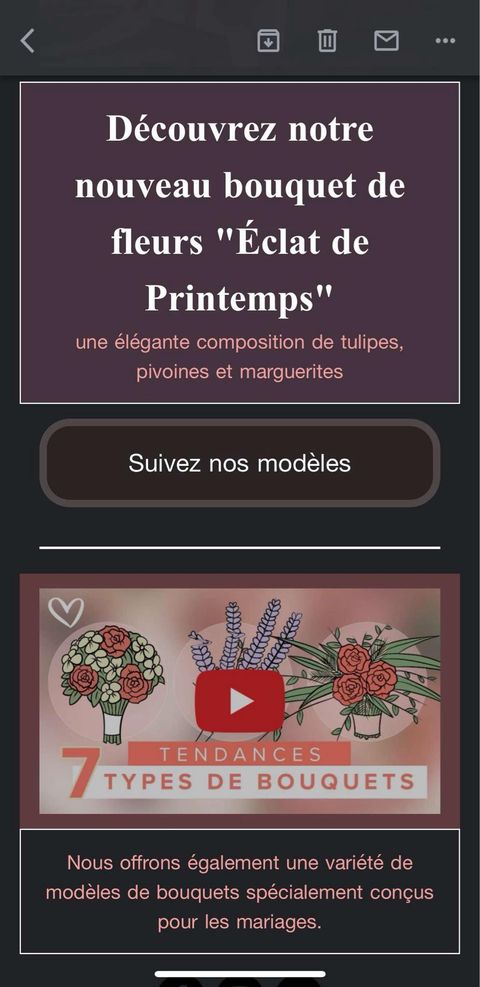 Découvrez notre
nouveau bouquet de
fleurs "Éclat de
Printemps"
une élégante composition de tulipes,
pivoines et marguerites
Suivez nos modèles
7 TENDANCES
TYPES DE BOUQUETS
Nous offrons également une variété de
modèles de bouquets spécialement conçus
pour les mariages.